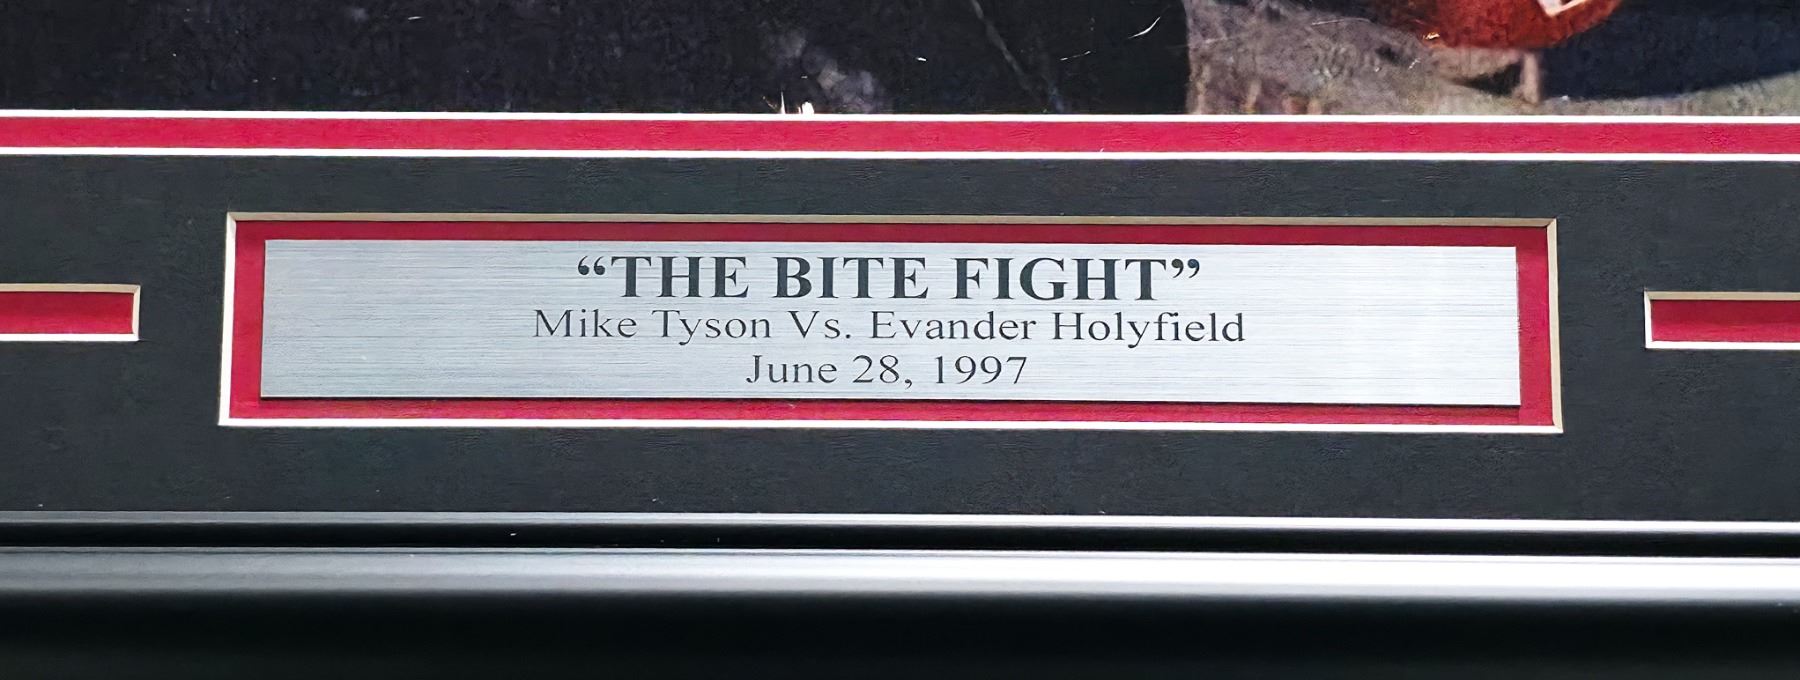 “THE BITE FIGHT”
Mike Tyson Vs. Evander Holyfield
June 28, 1997